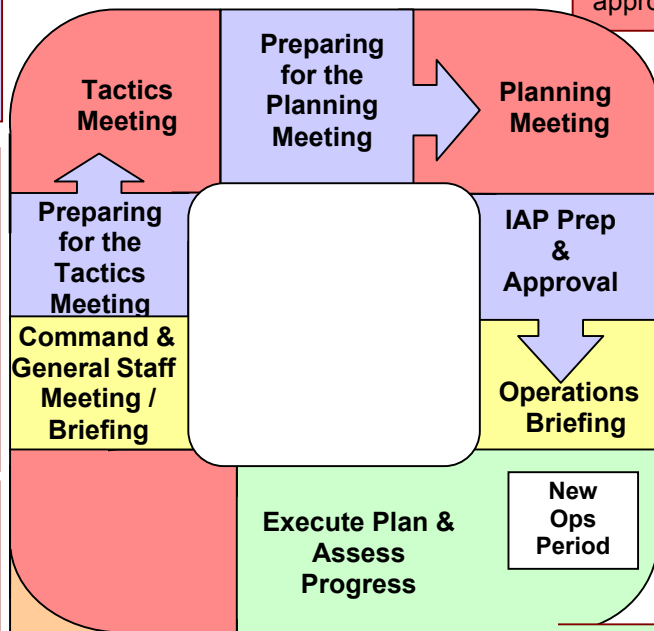 appro
Preparing
for the
Planning
Meeting
Tactics
Meeting
Planning
Meeting
Preparing
for the
Tactics
Meeting
IAP Prep
&
Approval
Command &
General Staff
Meeting /
Briefing
Operations
Briefing
New
Ops
Period
Execute Plan &
Assess
Progress